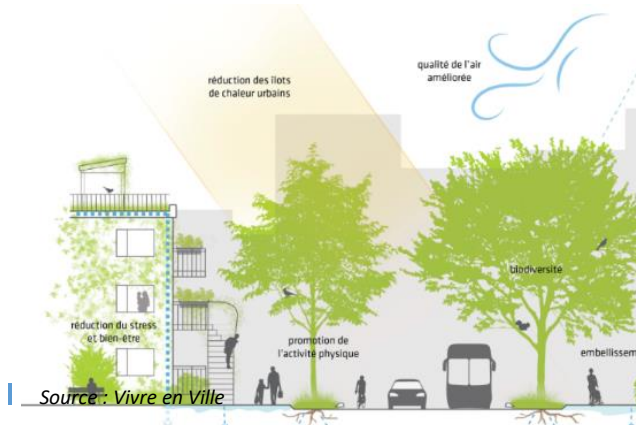 réduction des îlots
de chaleur urbains
qualité de l'air
améliorée
biodiversité
réduction du stress
et bien-être
promotion de
l'activité physique
embellissem
Source : Vivre en Ville